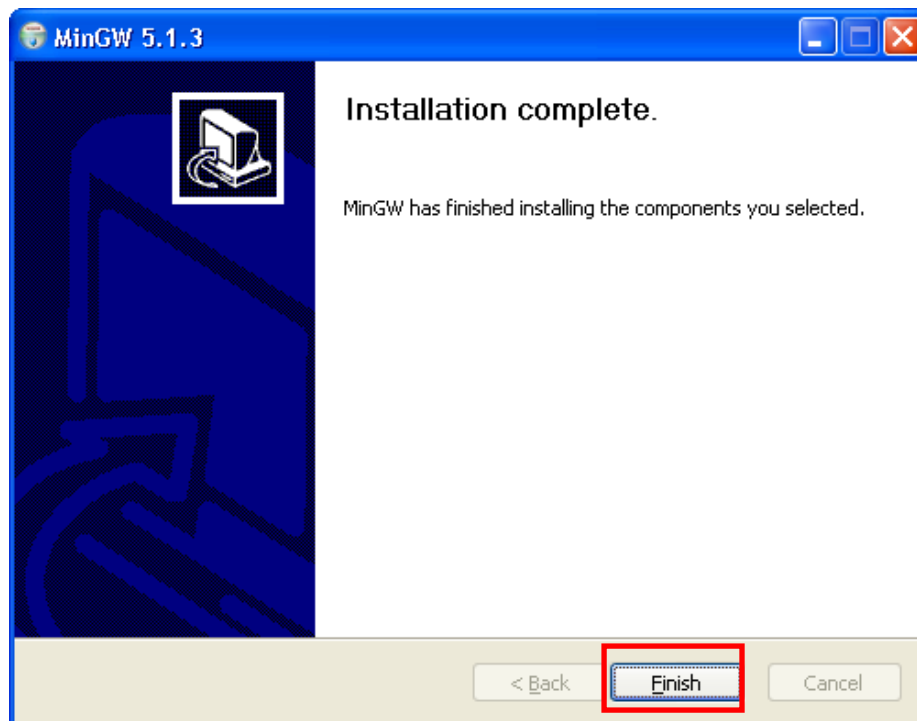 MinGW 5.1.3
Installation complete.
MinGW has finished installing the components you selected.
< Back Finish Cancel